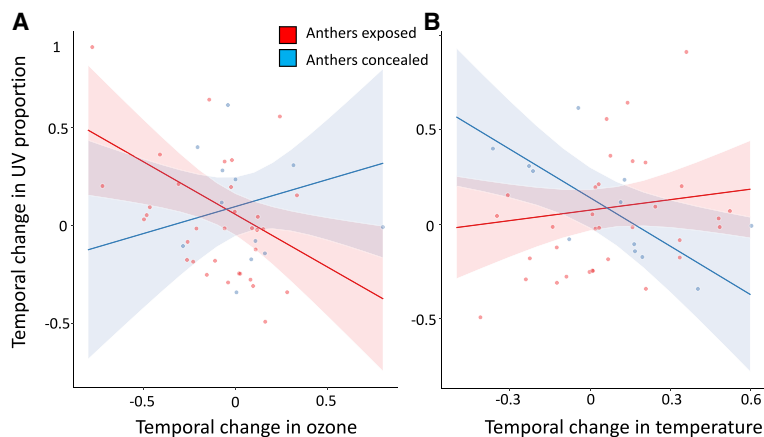 A
B
Anthers exposed
Anthers concealed
Temporal change in UV proportion
1
0.5
0
-0.5
-0.5
0
0.5
Temporal change in ozone
0.5
0
-0.5
-0.3
0
0.3
0.6
Temporal change in temperature